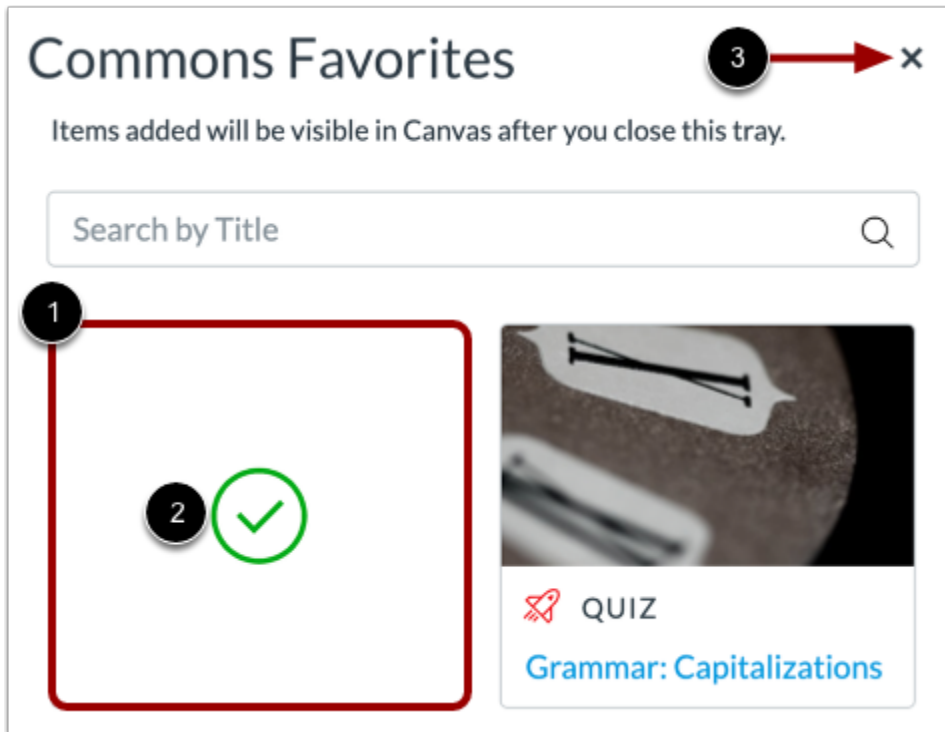 Commons Favorites
3
Items added will be visible in Canvas after you close this tray.
Search by Title
1
2
QUIZ
Grammar: Capitalizations